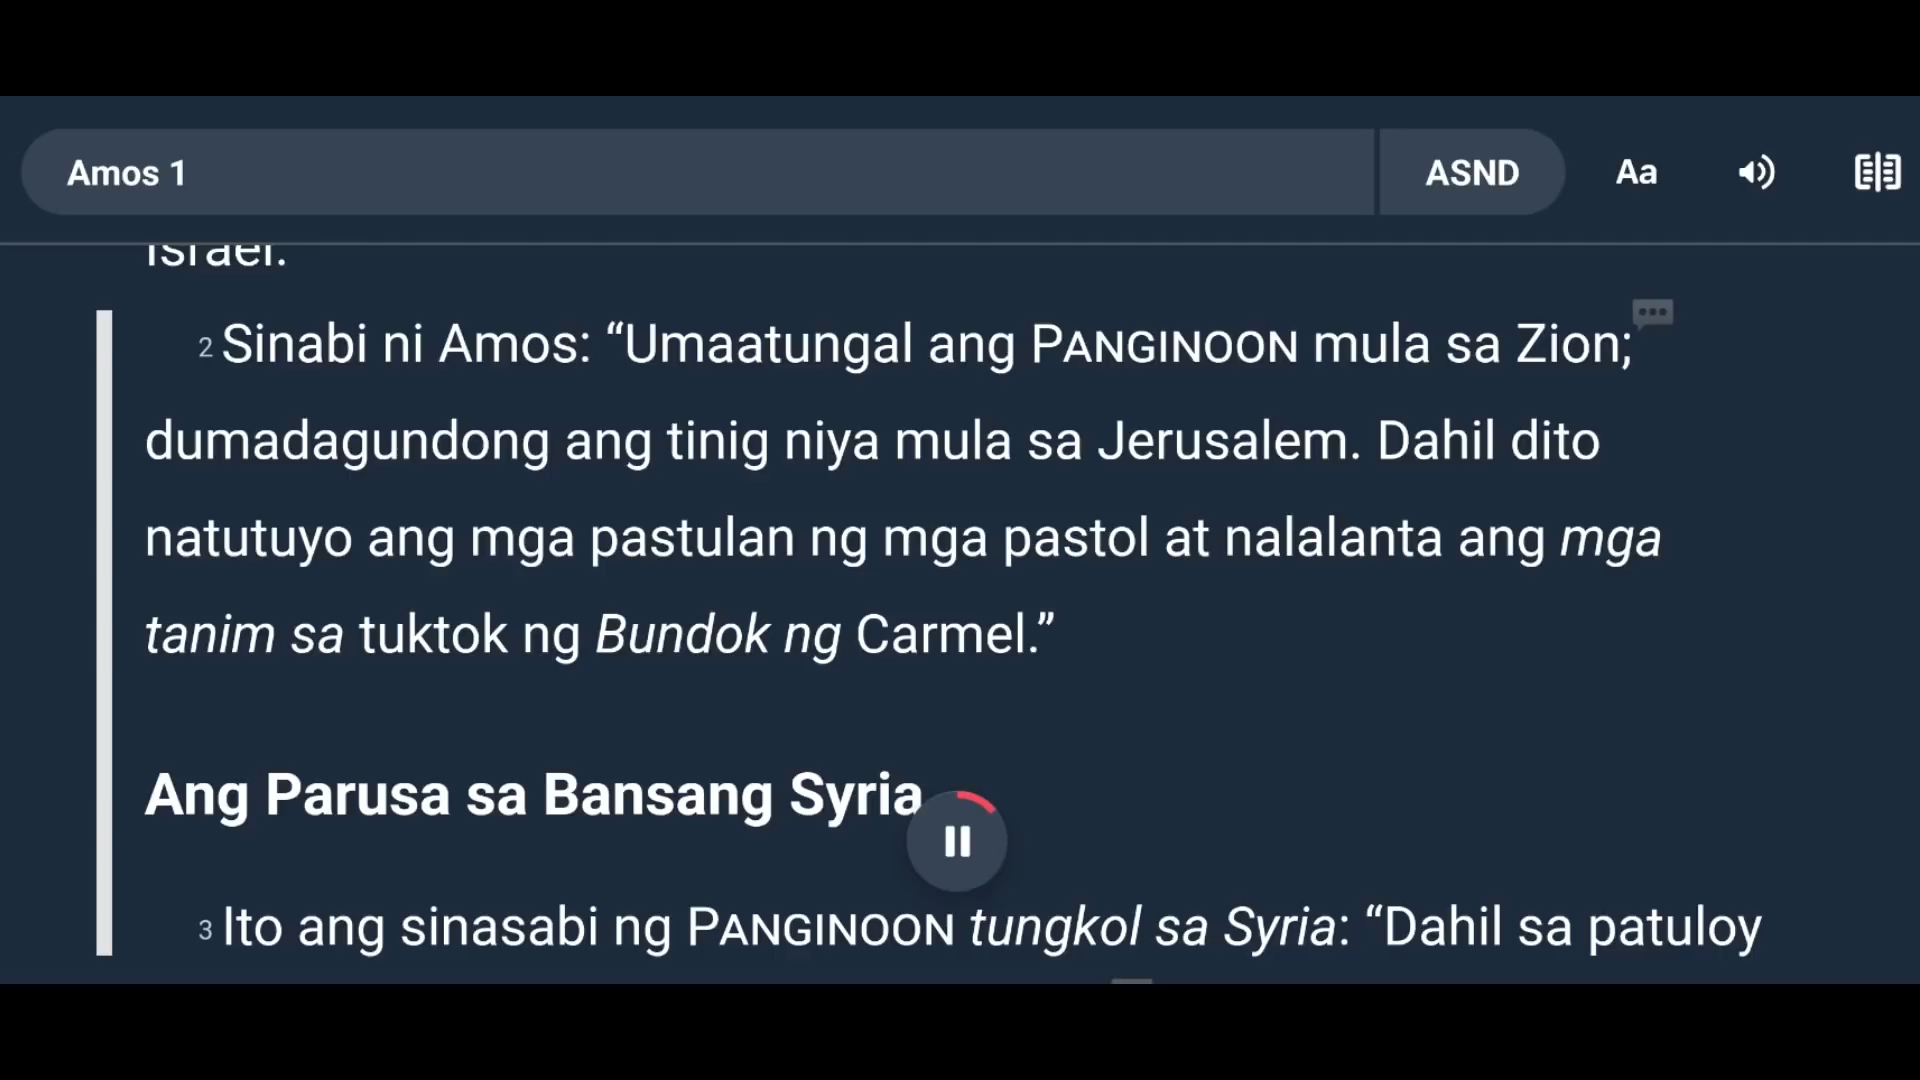 Amos 1
ASND
Aa
Israel.
2 Sinabi ni Amos: “Umaatungal ang PANGINOON mula sa Zion;
dumadagundong ang tinig niya mula sa Jerusalem. Dahil dito
natutuyo ang mga pastulan ng mga pastol at nalalanta ang mga
tanim sa tuktok ng Bundok ng Carmel.”
Ang Parusa sa Bansang Syria
3 Ito ang sinasabi ng PANGINOON tungkol sa Syria: “Dahil sa patuloy